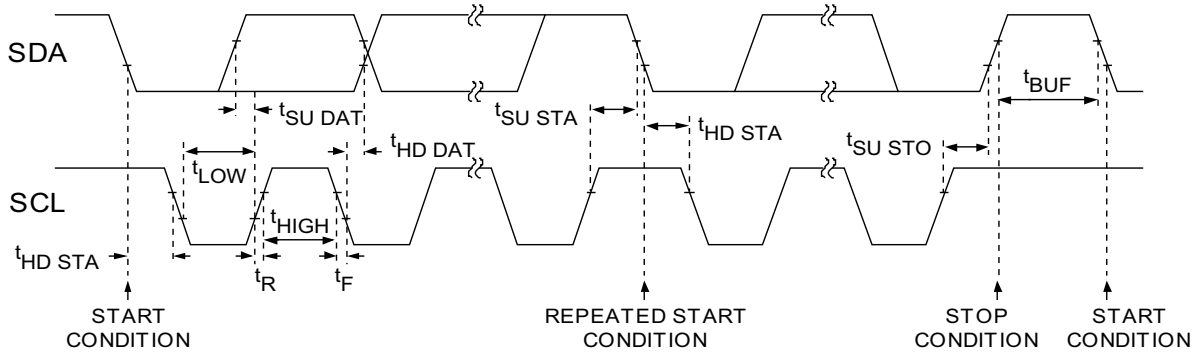 SDA
tSU DAT
tHD DAT
tSU STA
tHD STA
tSU STO
tBUF
tLOW
SCL
tHIGH
tHD STA
tR
tF
START
CONDITION
REPEATED START
CONDITION
STOP
CONDITION
START
CONDITION